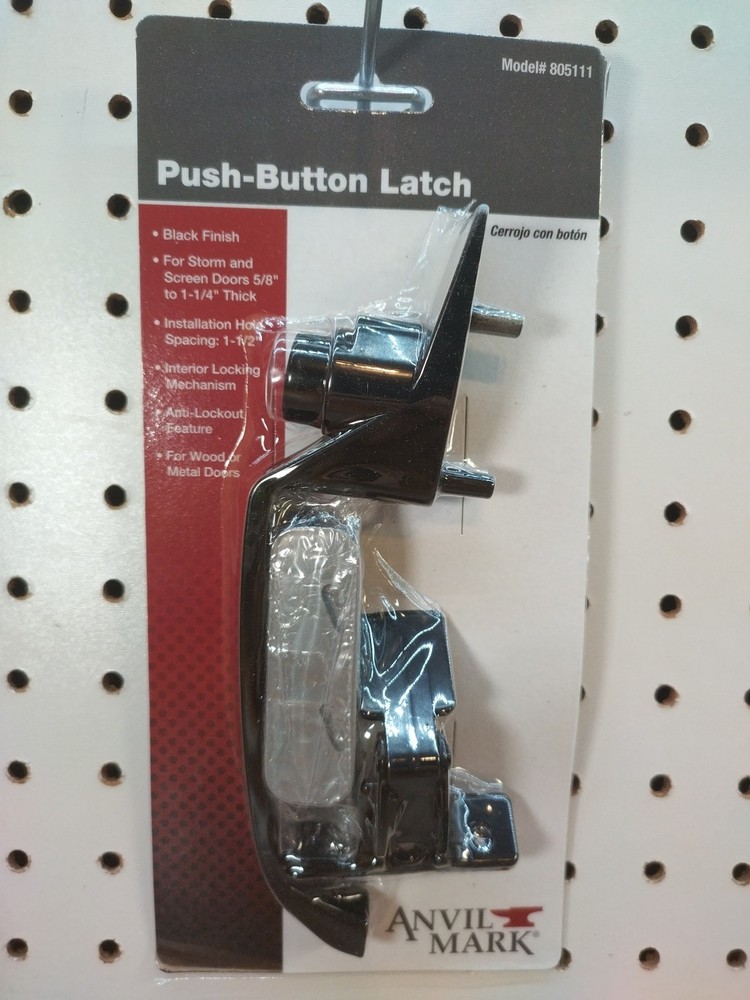 Model# 805111
Push-Button Latch
Cerrojo con botón
• Black Finish
• For Storm and
Screen Doors 5/8"
to 1-1/4" Thick
• Installation
Spacing: 1-1/2"
• Interior Locking
Mechanism
• Anti-Lockout
Feature
• For Wood or
Metal Doors
ANVIL
MARK®